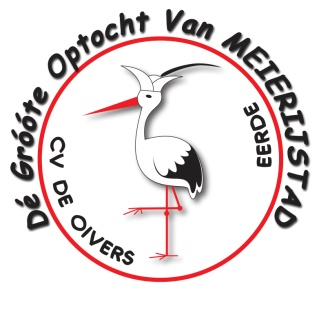 Dé Gróóte Optocht Van MEIERIJSTAD
CV DE OIVERS
EERDE